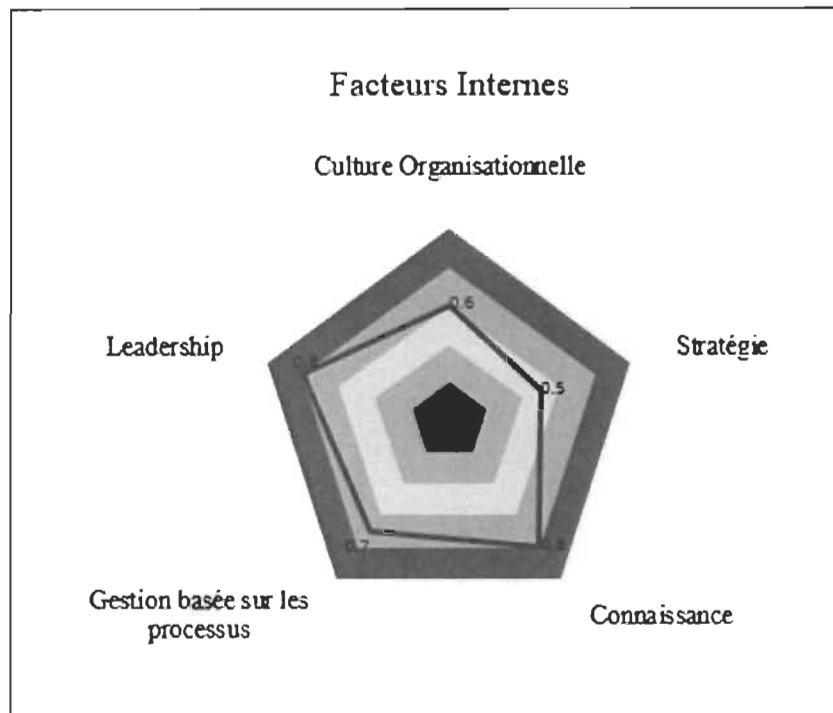 Facteurs Internes
Culture Organisationnelle
0.6
Leadership
Stratégie
0.8
0.5
0.7
0.8
Gestion basée sur les
processus
Connaissance